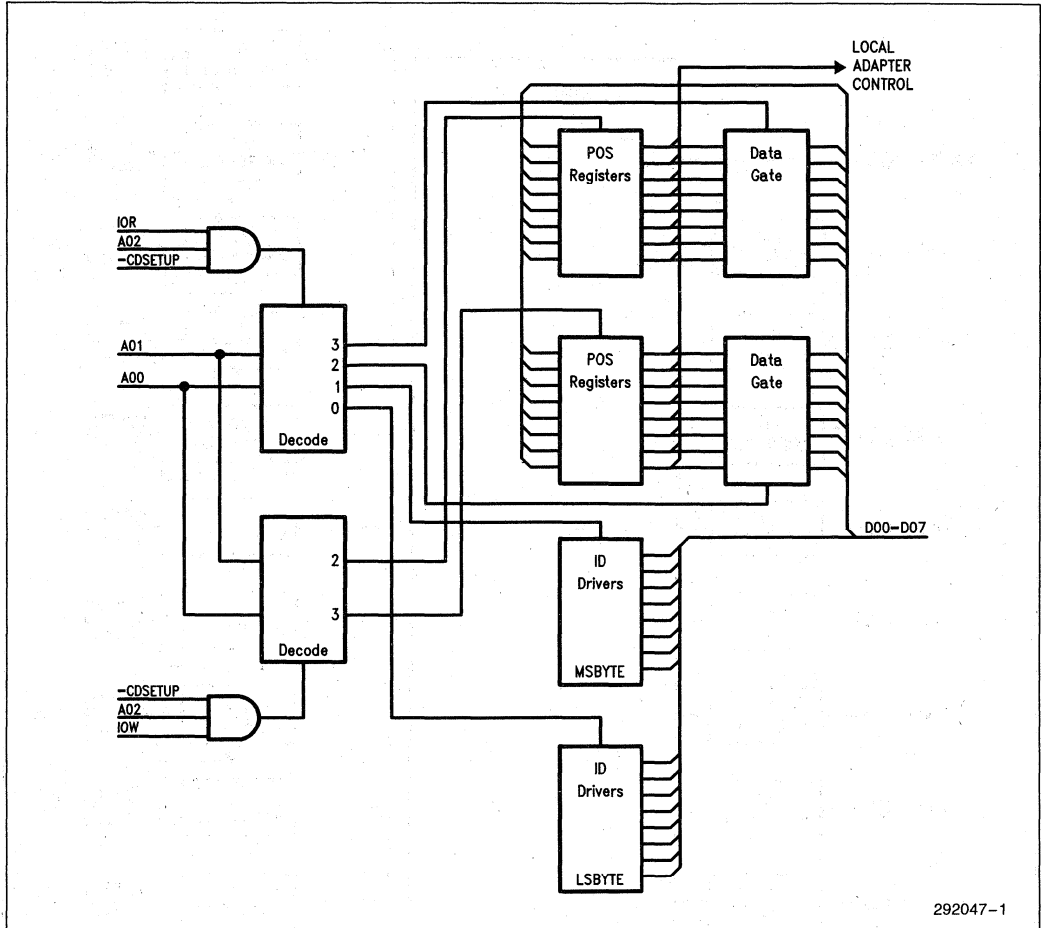 LOCAL
ADAPTER
CONTROL
POS
Registers
Data
Gate
IOR
A02
-CDSETUP
A01
A00
3
2
1
0
Decode
POS
Registers
Data
Gate
D00-D07
2
3
Decode
ID
Drivers
MSBYTE
-CDSETUP
A02
IOW
ID
Drivers
LSBYTE
292047-1